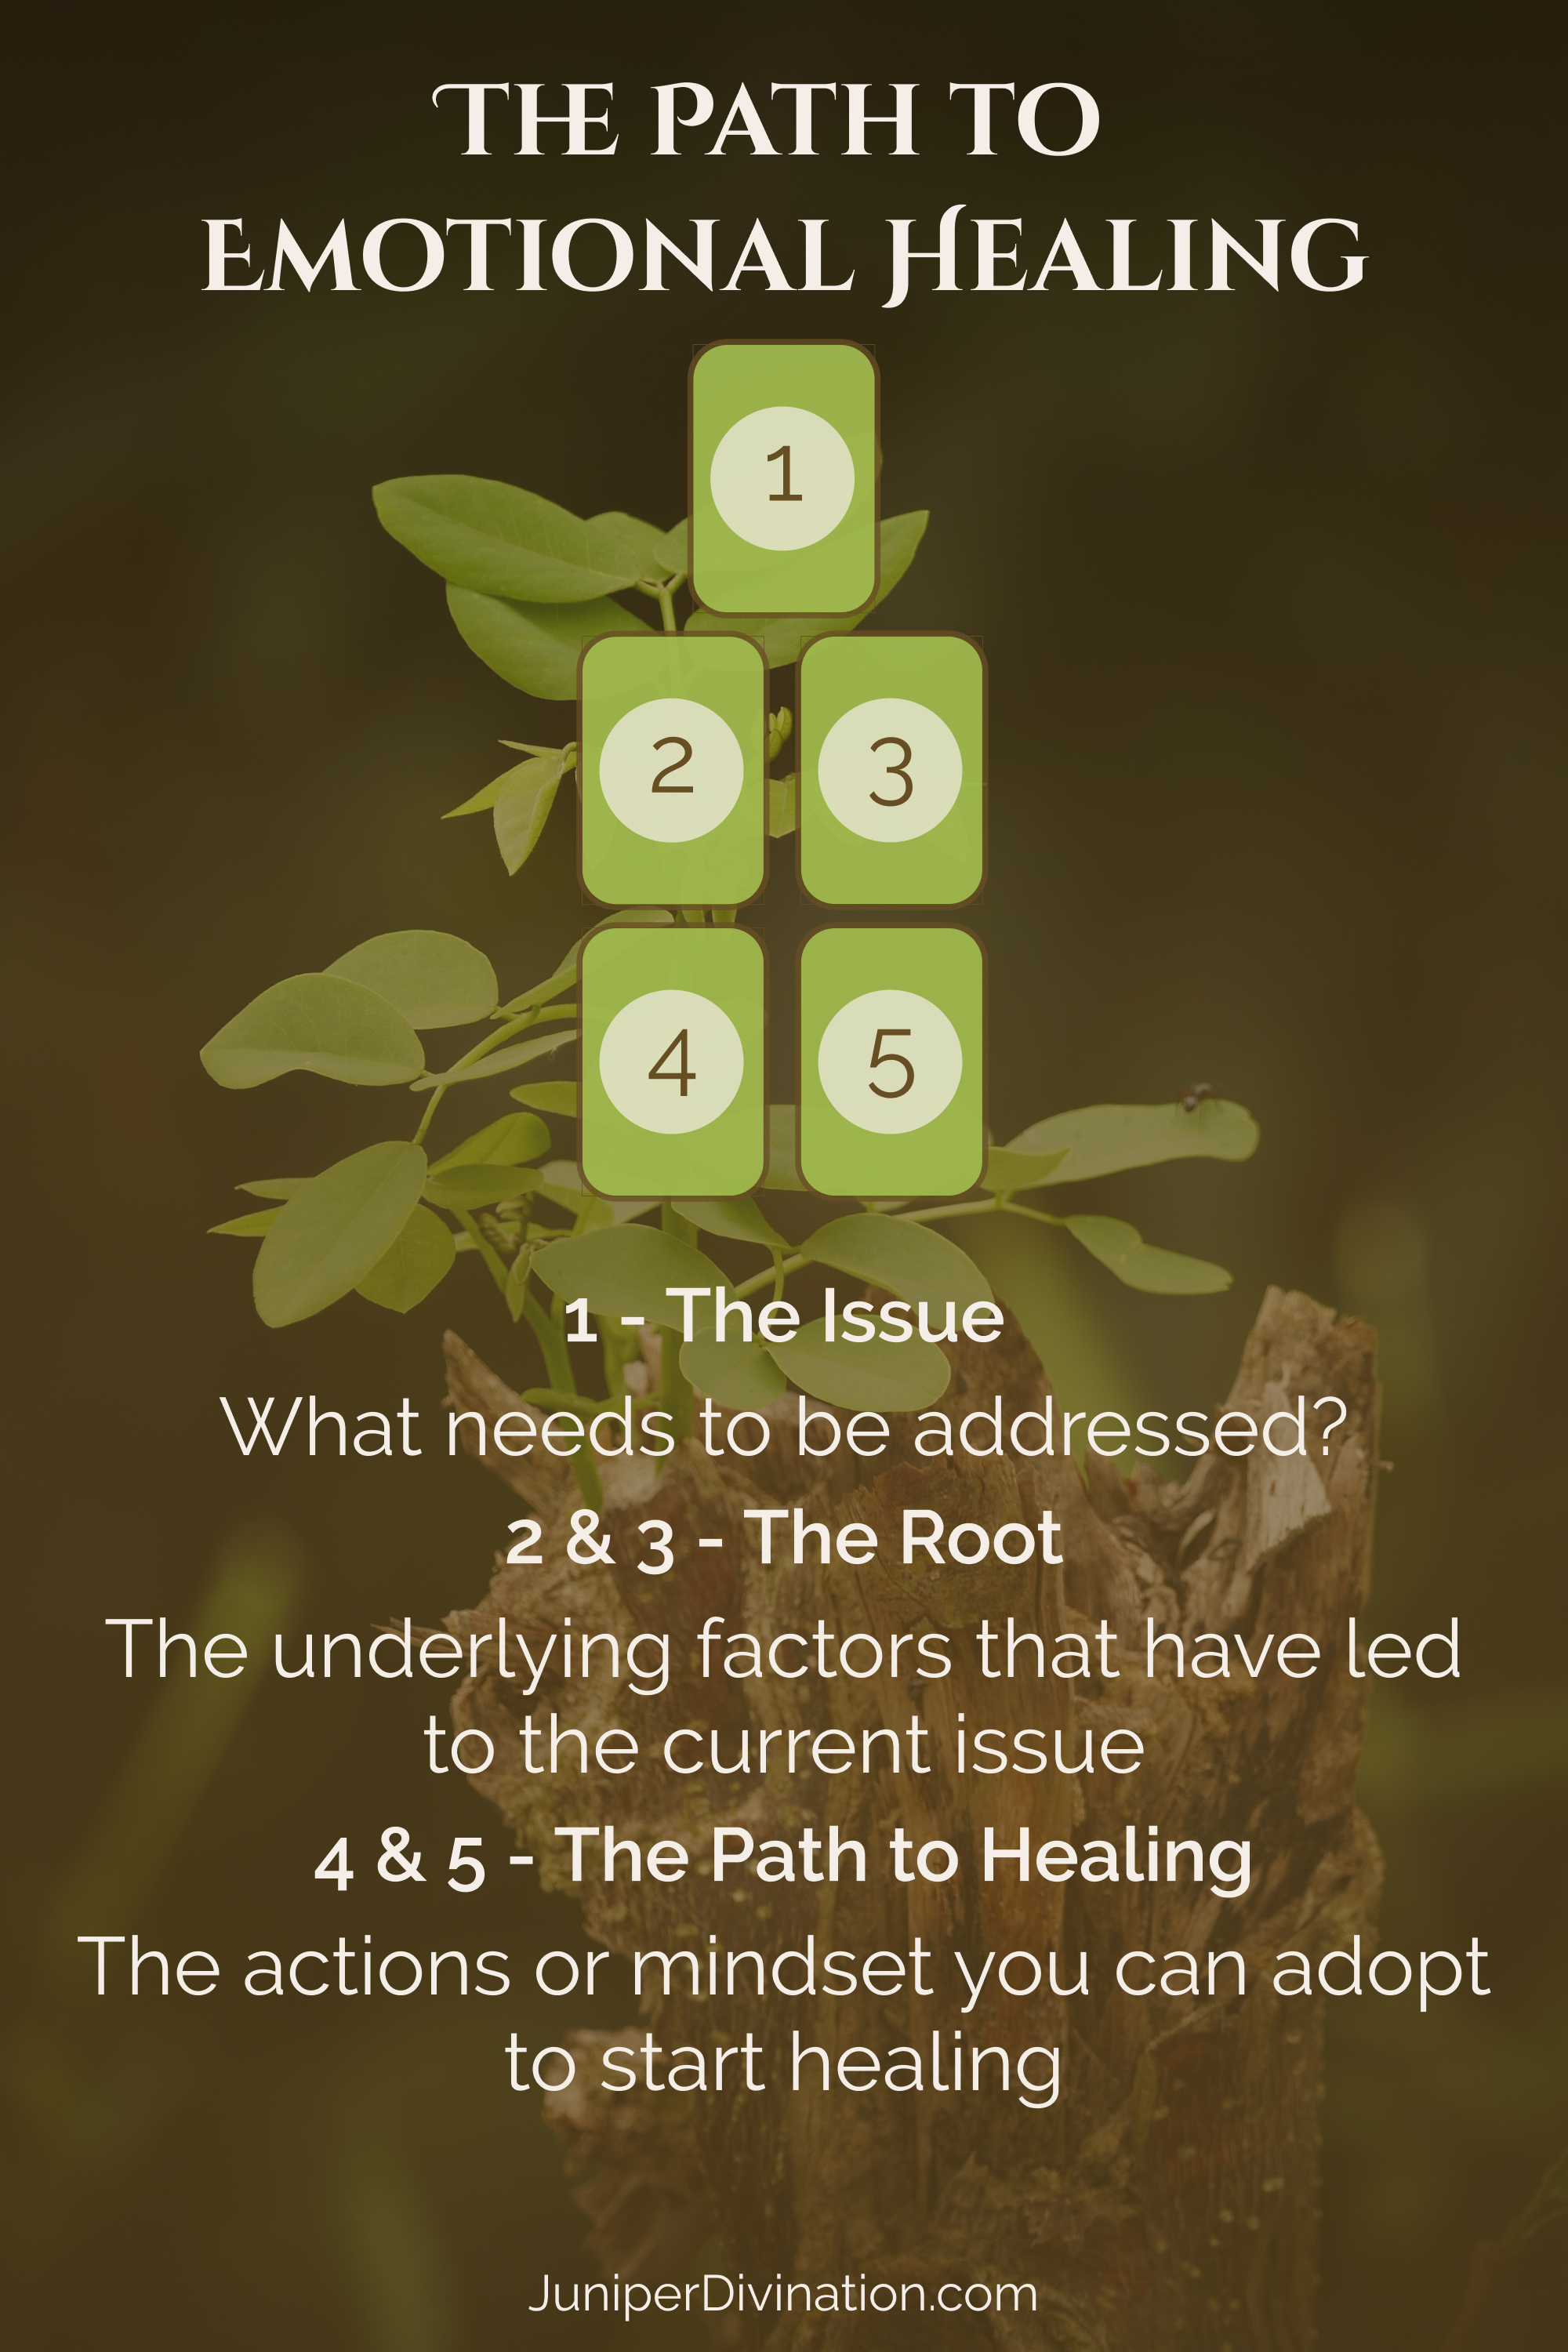 The Path to
Emotional Healing
1
2
3
4
5
1 - The Issue
What needs to be addressed?
2 & 3 - The Root
The underlying factors that have led
to the current issue
4 & 5 - The Path to Healing
The actions or mindset you can adopt
to start healing
JuniperDivination.com